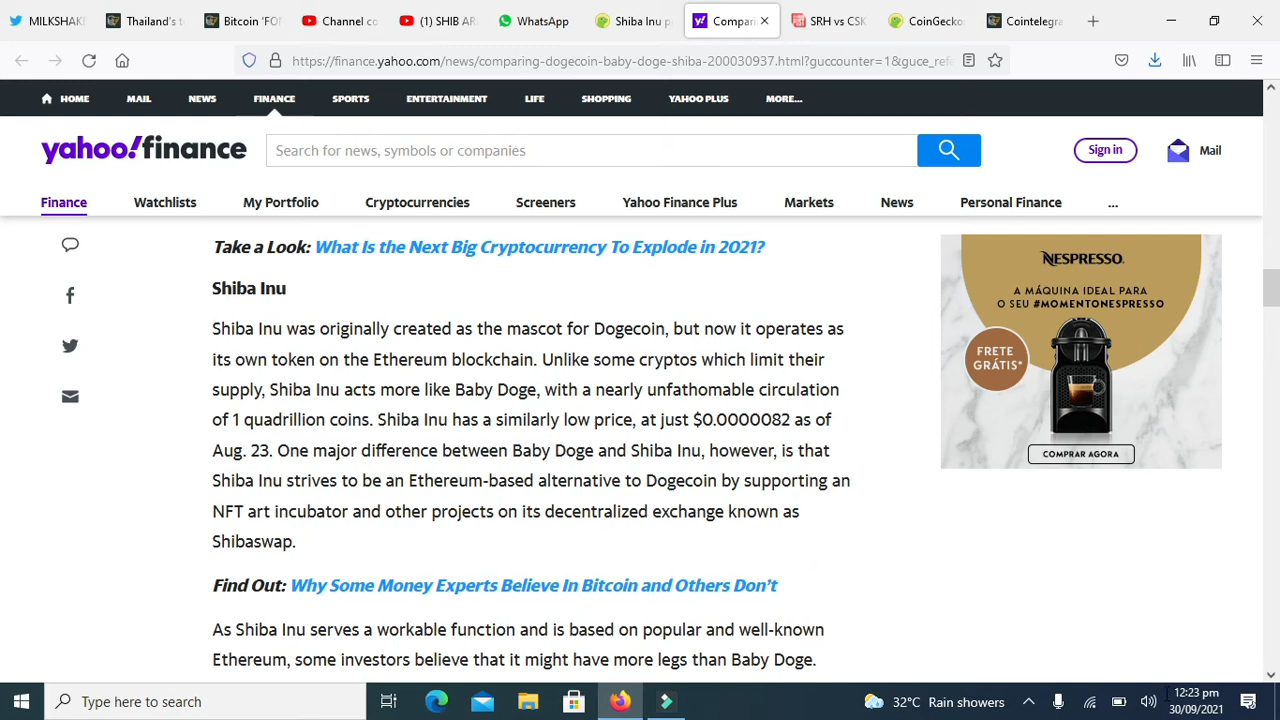 MILKSHAKE
Thailand's t
Bitcoin 'FO
Channel co
(1) SHIB AR
WhatsApp
Shiba Inu p
Compari
SRH vs CSK
CoinGecko
Cointelegra
https://finance.yahoo.com/news/comparing-dogecoin-baby-doge-shiba-200030937.html?guccounter=1&guce_refe
HOME MAIL NEWS FINANCE SPORTS ENTERTAINMENT LIFE SHOPPING YAHOO PLUS MORE...
yahoo!finance
Search for news, symbols or companies
Sign in
Mail
Finance Watchlists My Portfolio Cryptocurrencies Screeners Yahoo Finance Plus Markets News Personal Finance ...
Take a Look: What Is the Next Big Cryptocurrency To Explode in 2021?
Shiba Inu
Shiba Inu was originally created as the mascot for Dogecoin, but now it operates as
its own token on the Ethereum blockchain. Unlike some cryptos which limit their
supply, Shiba Inu acts more like Baby Doge, with a nearly unfathomable circulation
of 1 quadrillion coins. Shiba Inu has a similarly low price, at just $0.0000082 as of
Aug. 23. One major difference between Baby Doge and Shiba Inu, however, is that
Shiba Inu strives to be an Ethereum-based alternative to Dogecoin by supporting an
NFT art incubator and other projects on its decentralized exchange known as
Shibaswap.
Find Out: Why Some Money Experts Believe In Bitcoin and Others Don't
As Shiba Inu serves a workable function and is based on popular and well-known
Ethereum, some investors believe that it might have more legs than Baby Doge.
NESPRESSO.
A MÁQUINA IDEAL PARA
O SEU #MOMENTONESPRESSO
FRETE
GRÁTIS*
COMPRAR AGORA
Type here to search
32°C Rain showers
12:23 pm
30/09/2021